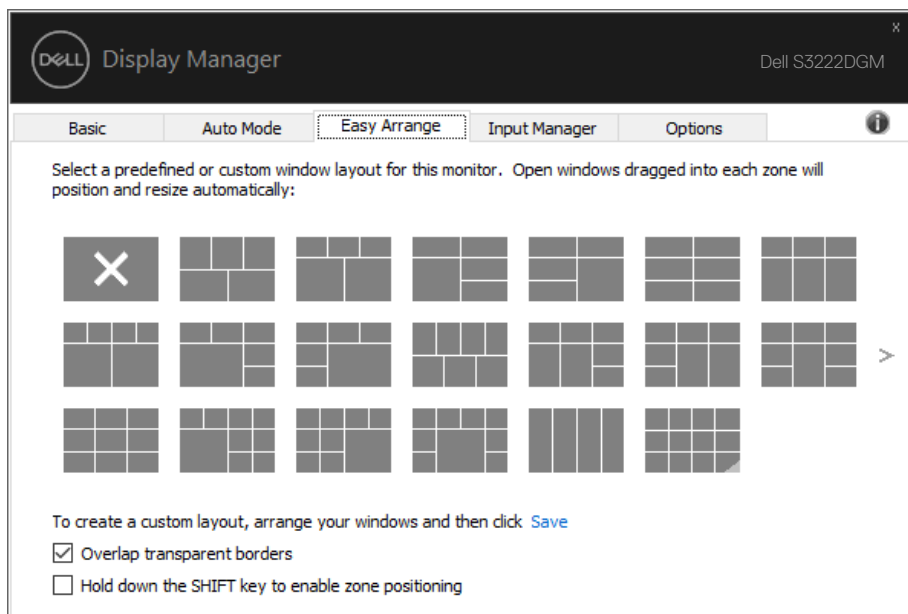 x
DELL Display Manager
Dell S3222DGM
Basic Auto Mode Easy Arrange Input Manager Options
Select a predefined or custom window layout for this monitor. Open windows dragged into each zone will
position and resize automatically:
To create a custom layout, arrange your windows and then click Save
Overlap transparent borders
Hold down the SHIFT key to enable zone positioning